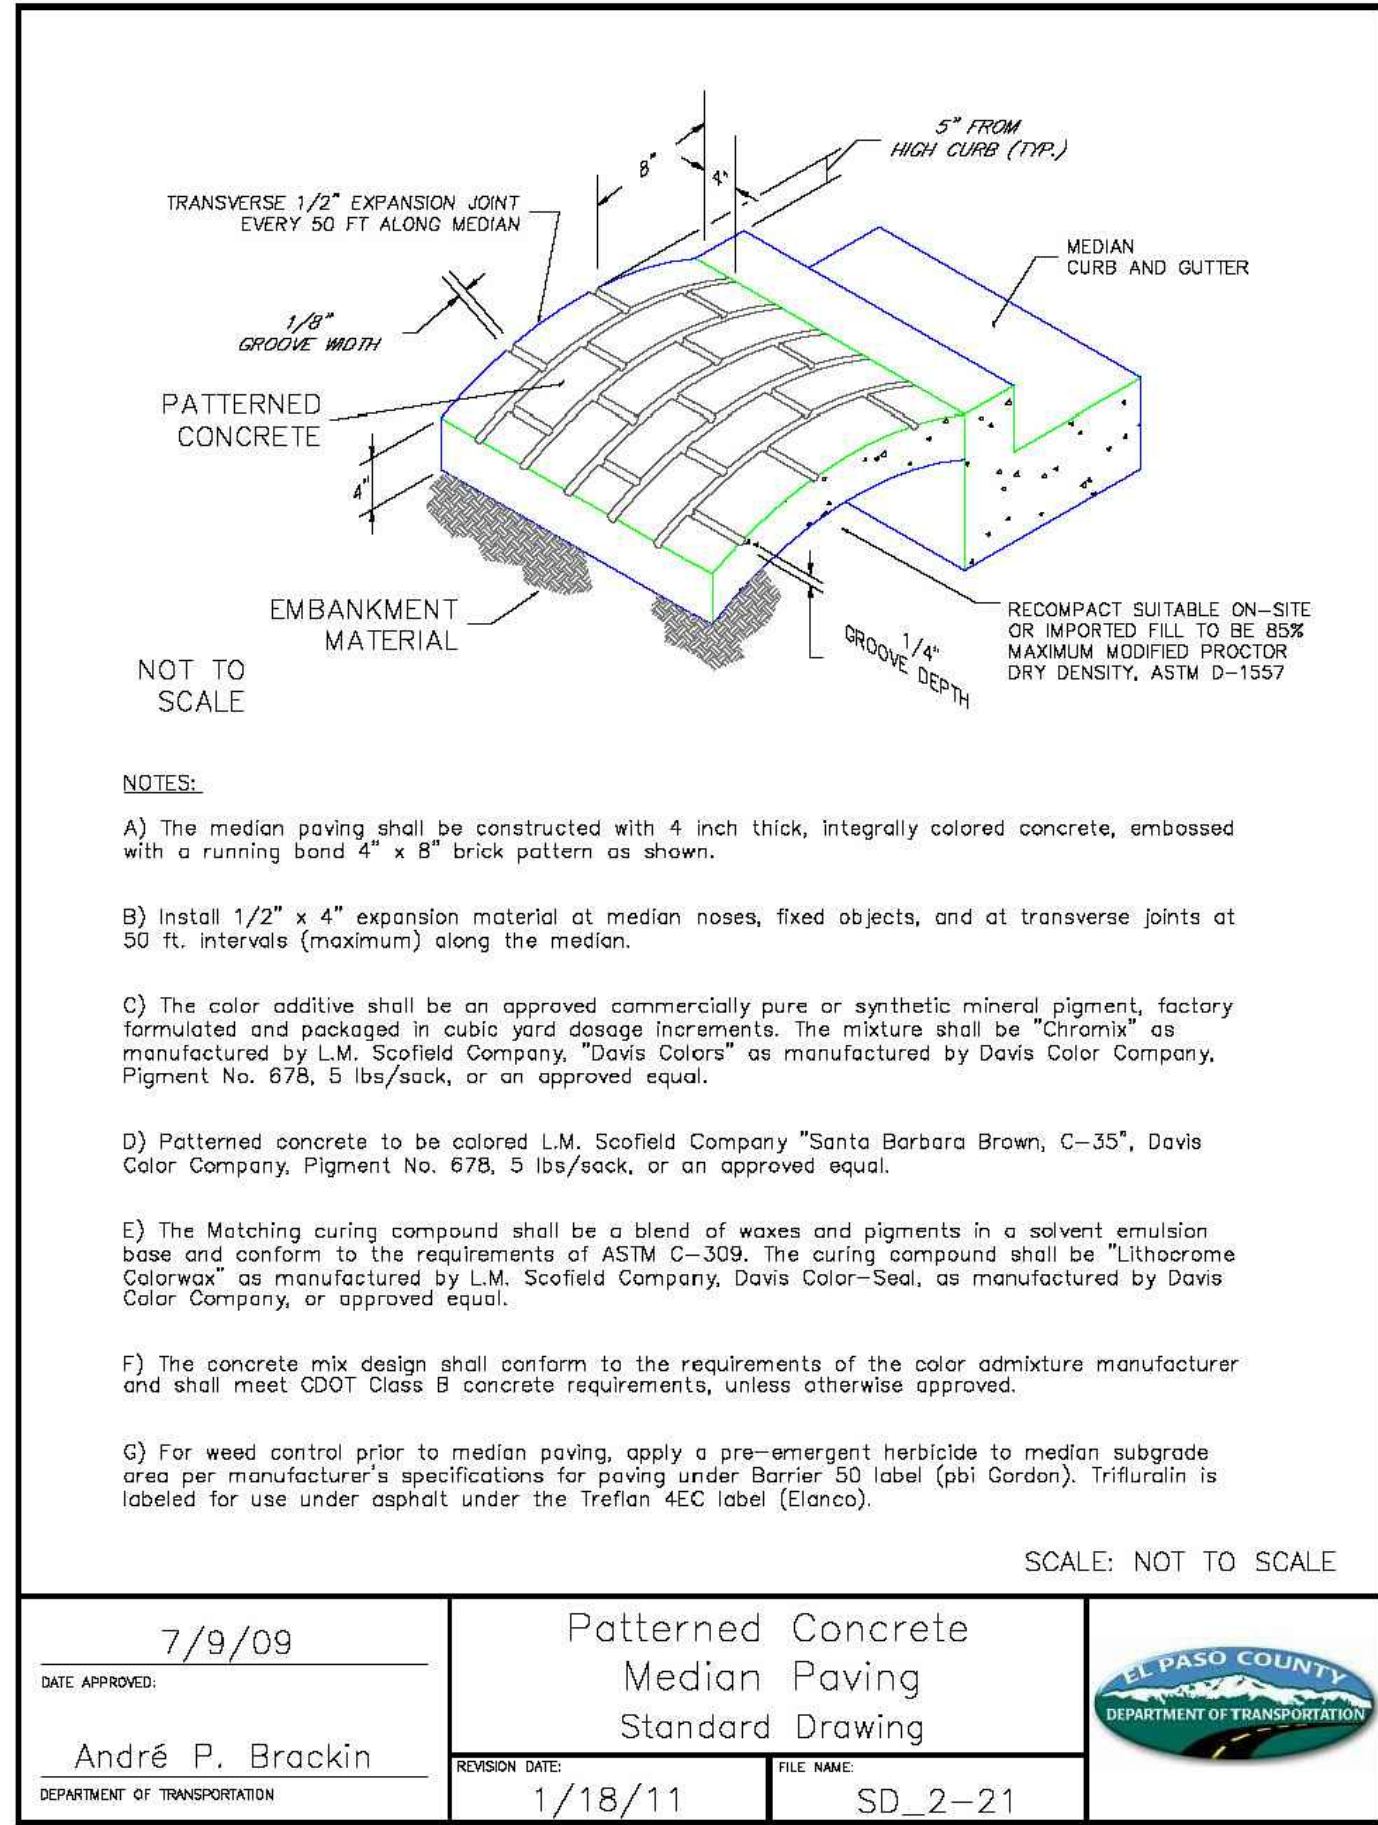 8"
4"
5" FROM
HIGH CURB (TYP.)
TRANSVERSE 1/2" EXPANSION JOINT
EVERY 50 FT ALONG MEDIAN
MEDIAN
CURB AND GUTTER
1/8"
GROOVE WIDTH
PATTERNED
CONCRETE
4"
EMBANKMENT
MATERIAL
NOT TO
SCALE
1/4"
GROOVE DEPTH
RECOMPACT SUITABLE ON-SITE
OR IMPORTED FILL TO BE 85%
MAXIMUM MODIFIED PROCTOR
DRY DENSITY, ASTM D-1557
NOTES:
A) The median paving shall be constructed with 4 inch thick, integrally colored concrete, embossed
with a running bond 4" x 8" brick pattern as shown.
B) Install 1/2" x 4" expansion material at median noses, fixed objects, and at transverse joints at
50 ft. intervals (maximum) along the median.
C) The color additive shall be an approved commercially pure or synthetic mineral pigment, factory
formulated and packaged in cubic yard dosage increments. The mixture shall be "Chromix" as
manufactured by L.M. Scofield Company, "Davis Colors" as manufactured by Davis Color Company,
Pigment No. 678, 5 lbs/sack, or an approved equal.
D) Patterned concrete to be colored L.M. Scofield Company "Santa Barbara Brown, C-35", Davis
Color Company, Pigment No. 678, 5 lbs/sack, or an approved equal.
E) The Matching curing compound shall be a blend of waxes and pigments in a solvent emulsion
base and conform to the requirements of ASTM C-309. The curing compound shall be "Lithocrome
Colorwax" as manufactured by L.M. Scofield Company, Davis Color-Seal, as manufactured by Davis
Color Company, or approved equal.
F) The concrete mix design shall conform to the requirements of the color admixture manufacturer
and shall meet CDOT Class B concrete requirements, unless otherwise approved.
G) For weed control prior to median paving, apply a pre-emergent herbicide to median subgrade
area per manufacturer's specifications for paving under Barrier 50 label (pbi Gordon). Trifluralin is
labeled for use under asphalt under the Treflan 4EC label (Elanco).
SCALE: NOT TO SCALE
7/9/09
DATE APPROVED:
André P. Brackin
DEPARTMENT OF TRANSPORTATION
Patterned Concrete
Median Paving
Standard Drawing
REVISION DATE:
1/18/11
FILE NAME:
SD_2-21
EL PASO COUNTY
DEPARTMENT OF TRANSPORTATION